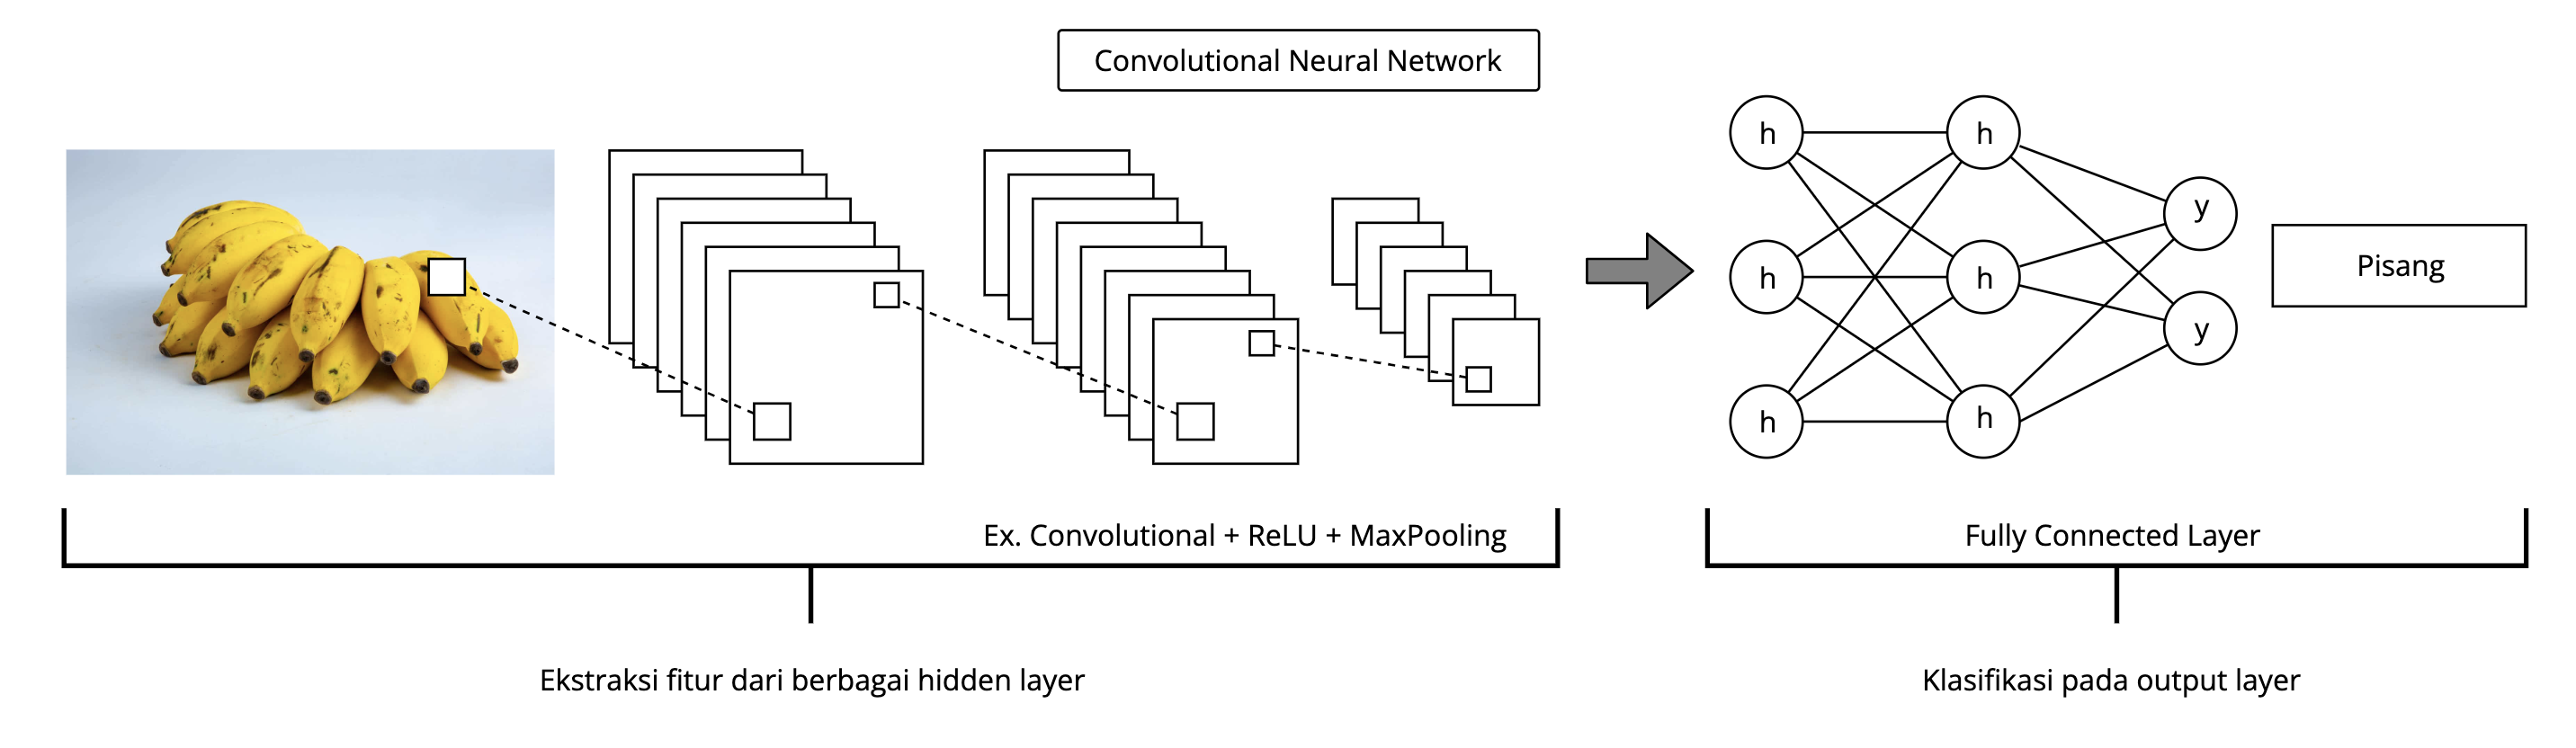 Convolutional Neural Network
h
h
y
h
h
y
h
h
Pisang
Ex. Convolutional + ReLU + MaxPooling
Fully Connected Layer
Ekstraksi fitur dari berbagai hidden layer
Klasifikasi pada output layer